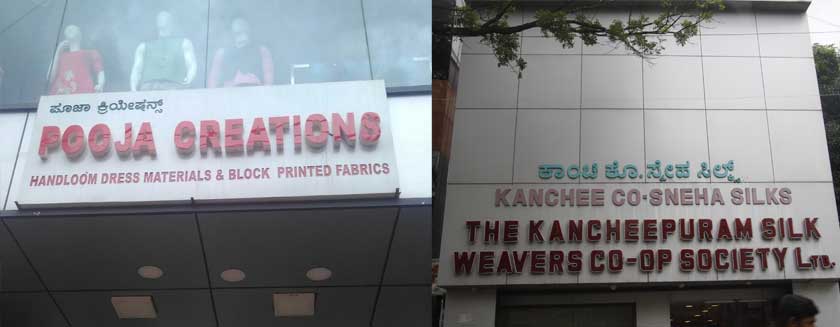 ಪೂಜಾ ಕ್ರಿಯೇಷನ್ಸ್
POOJA CREATIONS
HANDLOOM DRESS MATERIALS & BLOCK PRINTED FABRICS
ಕಾಂಚಿ ಕೊ.ಸ್ನೇಹ ಸಿಲ್ಕ್ಸ್
KANCHEE CO-SNEHA SILKS
THE KANCHEEPURAM SILK
WEAVERS CO-OP SOCIETY LTD.